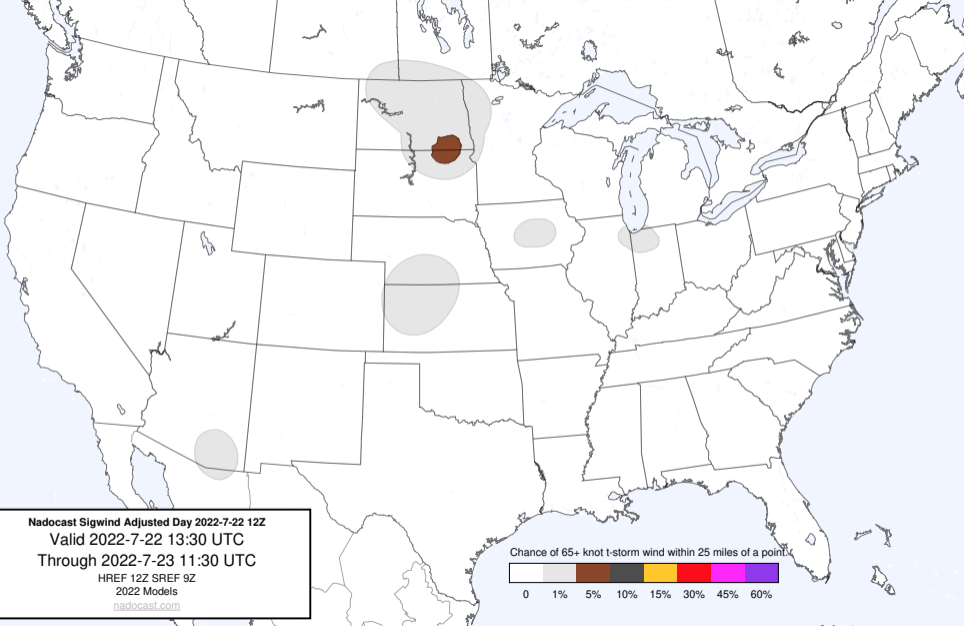 Nadocast Sigwind Adjusted Day 2022-7-22 12Z
Valid 2022-7-22 13:30 UTC
Through 2022-7-23 11:30 UTC
HREF 12Z SREF 9Z
2022 Models
nadocast.com
Chance of 65+ knot t-storm wind within 25 miles of a point.
0 1% 5% 10% 15% 30% 45% 60%